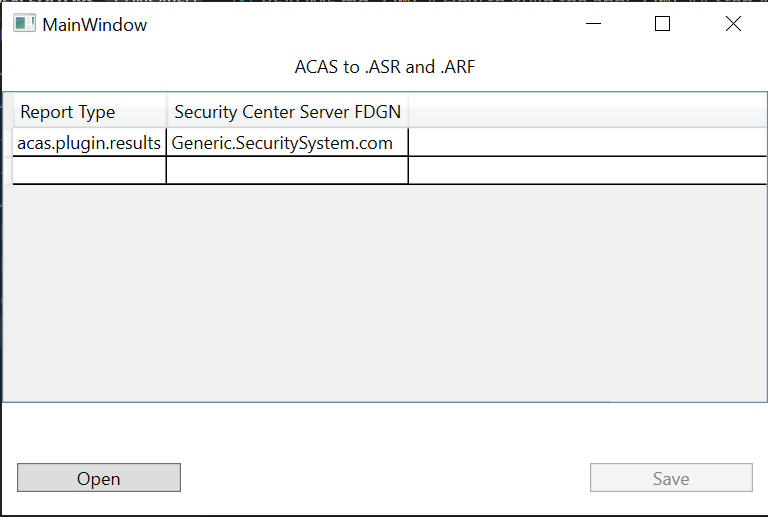 MainWindow
ACAS to .ASR and .ARF
Report Type Security Center Server FDGN
acas.plugin.results Generic.SecuritySystem.com
Open Save